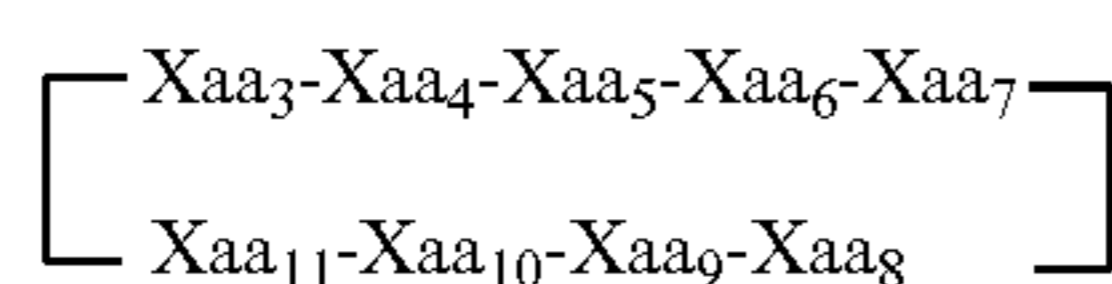 Xaa₃-Xaa₄-Xaa₅-Xaa₆-Xaa₇
Xaa₁₁-Xaa₁₀-Xaa₉-Xaa₈